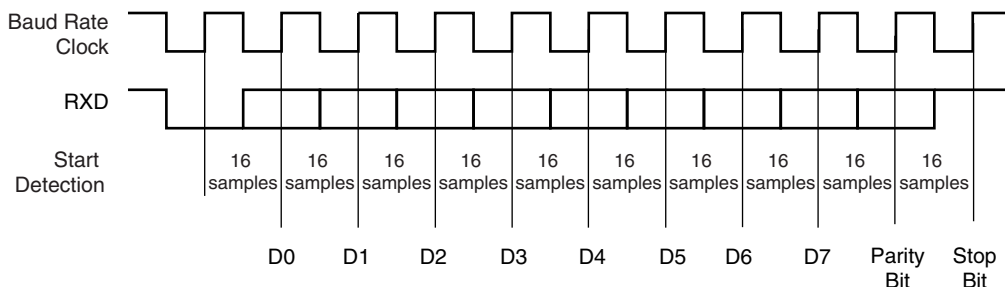 Baud Rate
Clock
RXD
Start
Detection
16 16 16 16 16 16 16 16 16 16
samples samples samples samples samples samples samples samples samples samples
D0 D1 D2 D3 D4 D5 D6 D7 Parity Stop
Bit Bit